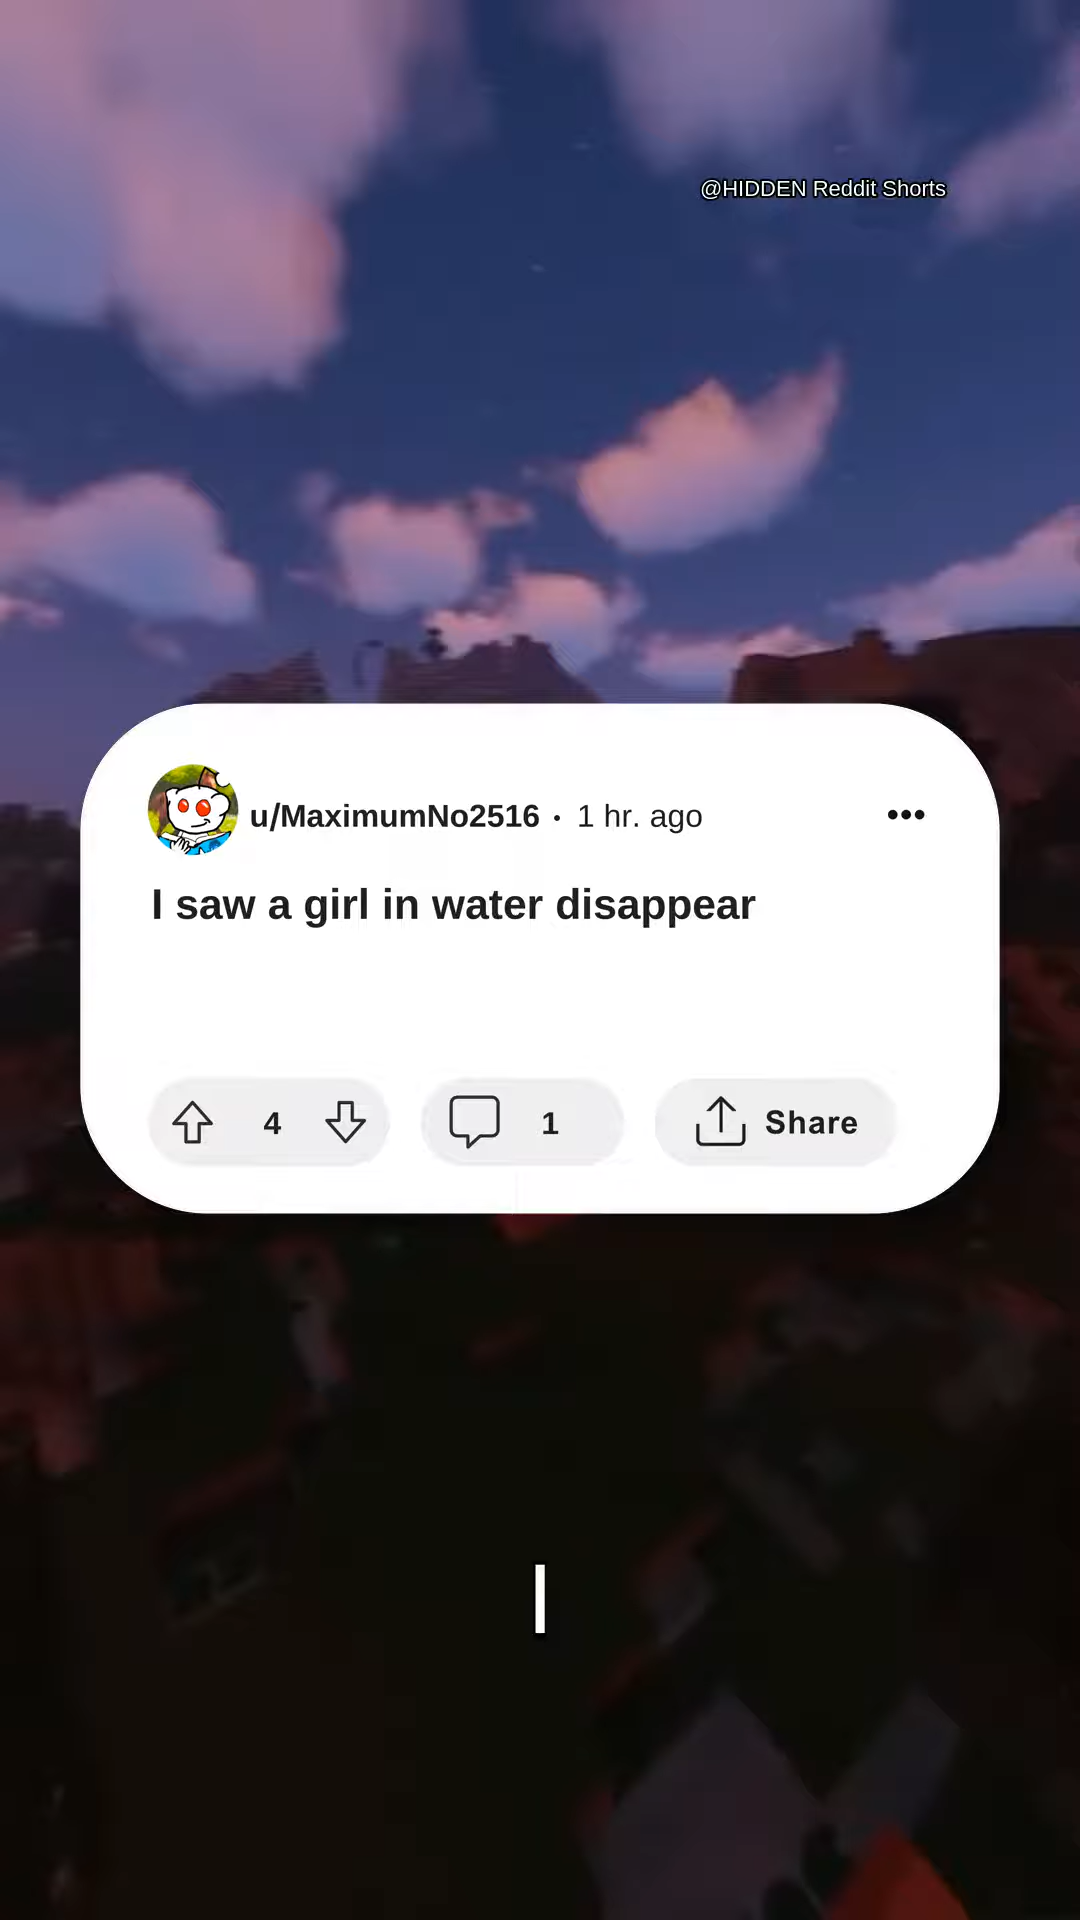 @HIDDEN Reddit Shorts
u/MaximumNo2516 · 1 hr. ago
I saw a girl in water disappear
4 1 Share
I